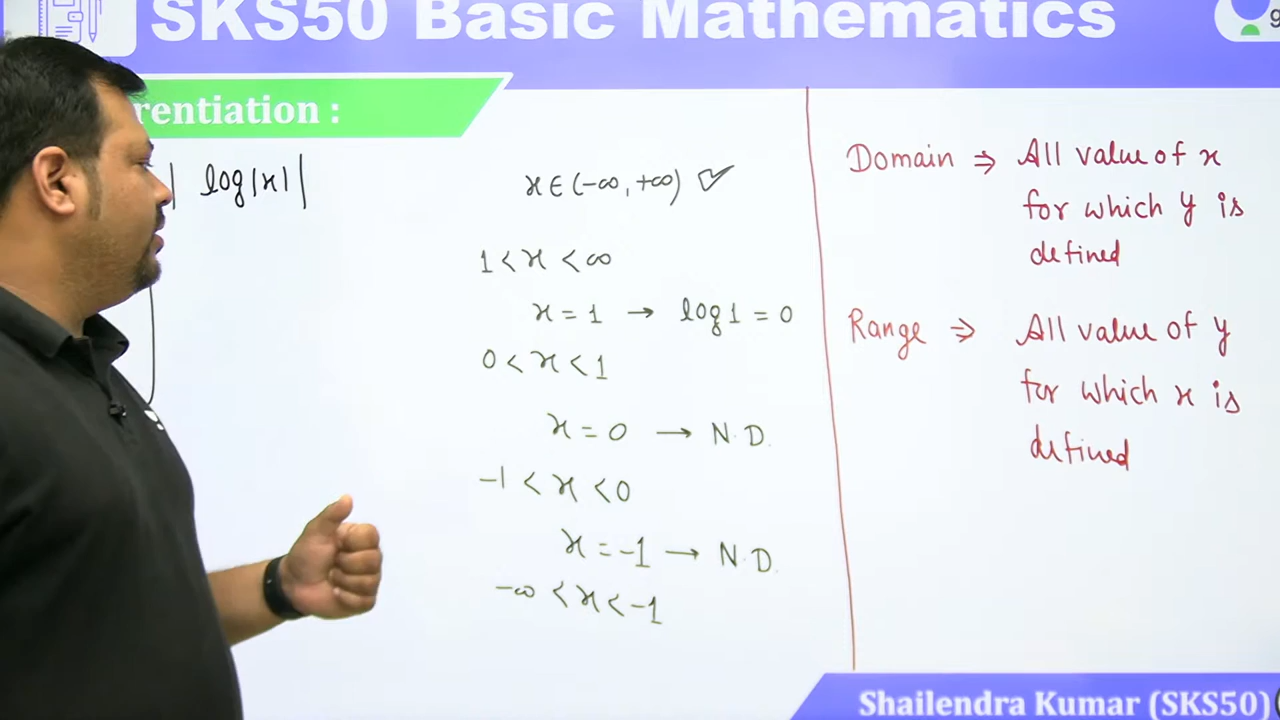 SKS50 Basic Mathematics
rentiation :
| log|x| |
x ∈ (-∞, +∞) ✓
1 < x < ∞
x = 1 → log 1 = 0
0 < x < 1
x = 0 → N.D.
-1 < x < 0
x = -1 → N.D.
-∞ < x < -1
Domain ⇒ All value of x
for which y is
defined
Range ⇒ All value of y
for which x is
defined
Shailendra Kumar (SKS50)